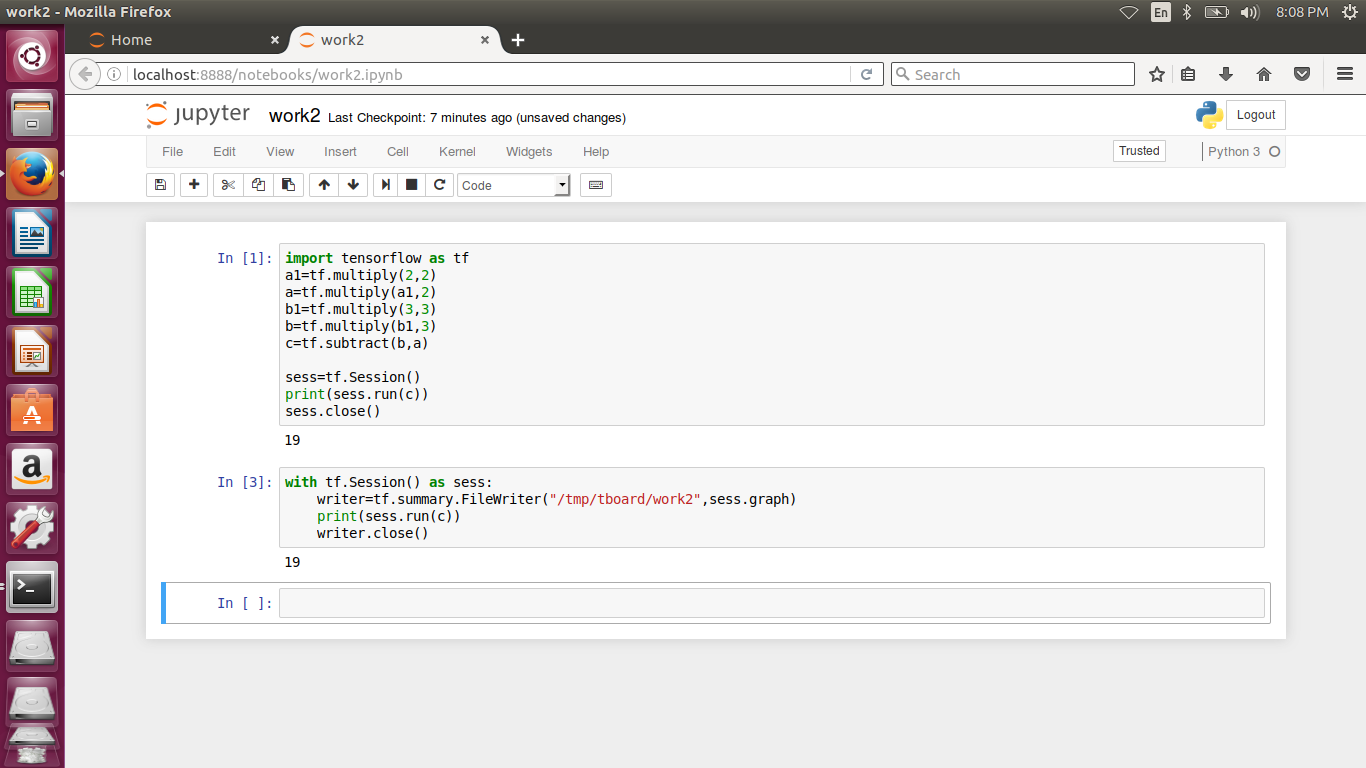 work2 - Mozilla Firefox
En
8:08 PM
Home
work2
localhost:8888/notebooks/work2.ipynb
Search
jupyter
work2 Last Checkpoint: 7 minutes ago (unsaved changes)
Logout
File Edit View Insert Cell Kernel Widgets Help
Trusted
Python 3
Code
In [1]:
import tensorflow as tf
a1=tf.multiply(2,2)
a=tf.multiply(a1,2)
b1=tf.multiply(3,3)
b=tf.multiply(b1,3)
c=tf.subtract(b,a)
sess=tf.Session()
print(sess.run(c))
sess.close()
19
In [3]:
with tf.Session() as sess:
    writer=tf.summary.FileWriter("/tmp/tboard/work2",sess.graph)
    print(sess.run(c))
    writer.close()
19
In [ ]: